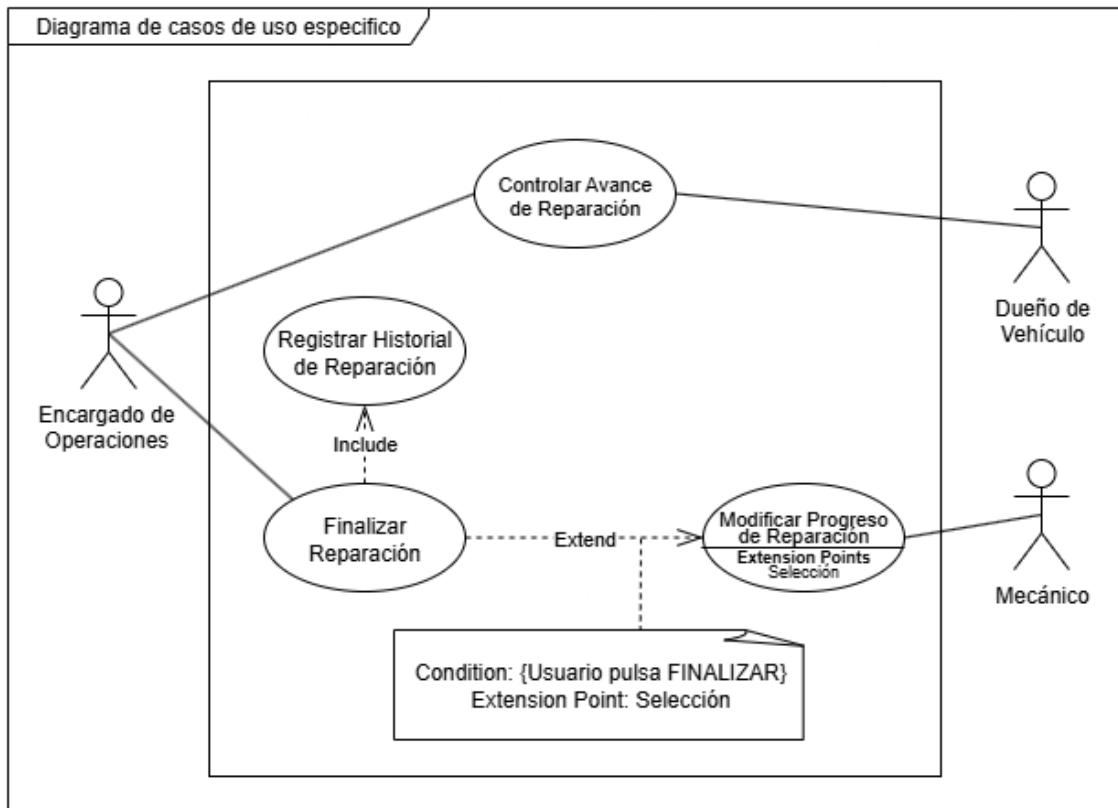 Diagrama de casos de uso especifico
Controlar Avance
de Reparación
Dueño de
Vehículo
Registrar Historial
de Reparación
Encargado de
Operaciones
Include
Finalizar
Reparación
Extend
Modificar Progreso
de Reparación
Extension Points
Selección
Mecánico
Condition: {Usuario pulsa FINALIZAR}
Extension Point: Selección